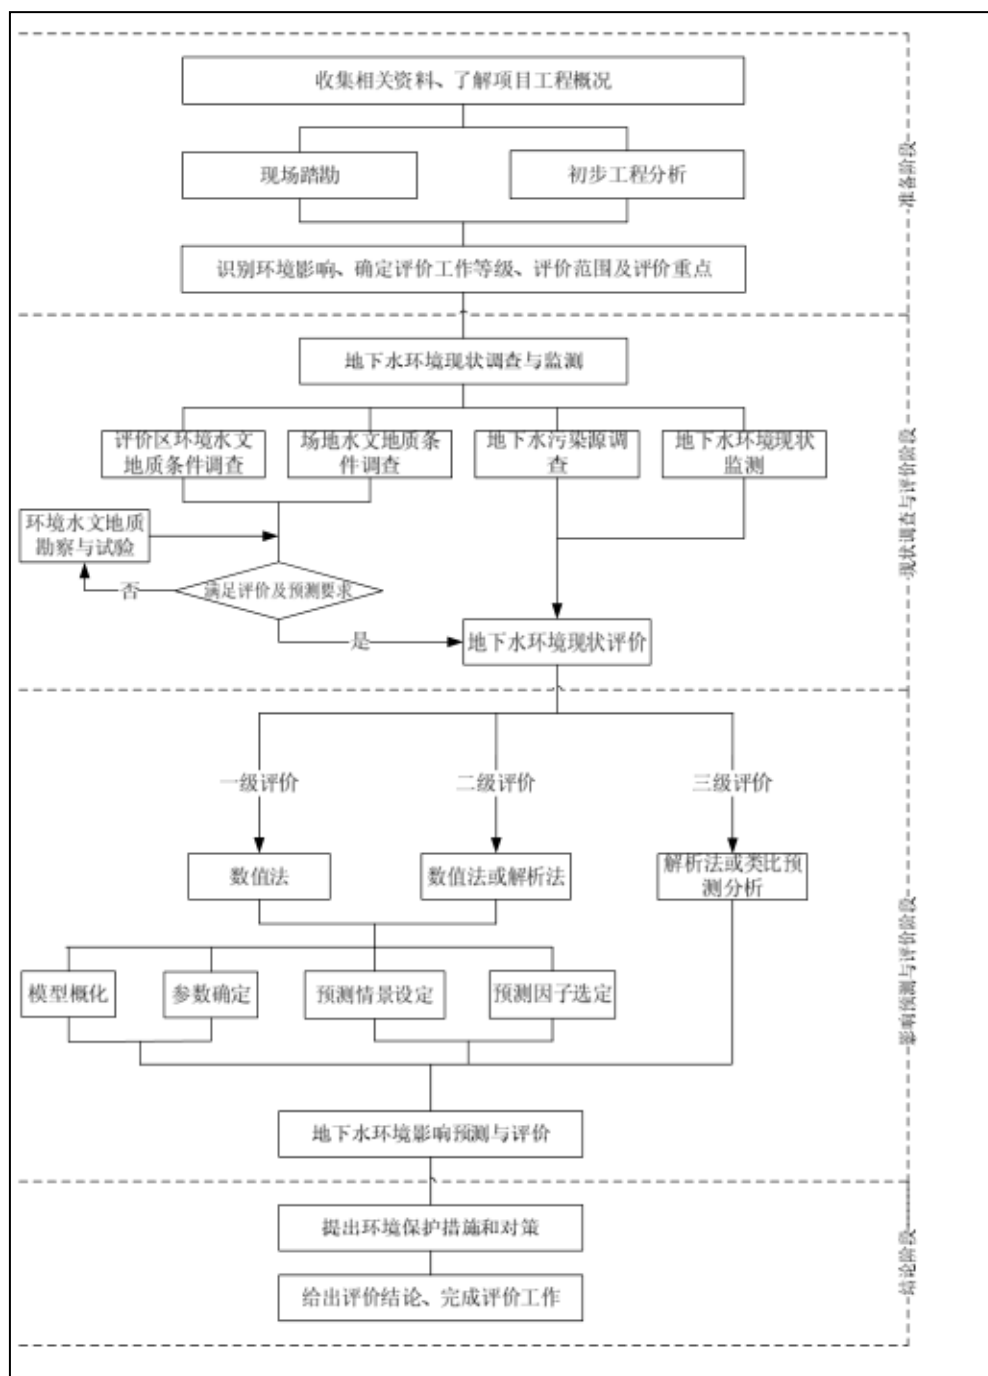 收集相关资料、了解项目工程概况
现场踏勘
初步工程分析
识别环境影响、确定评价工作等级、评价范围及评价重点
准备阶段
地下水环境现状调查与监测
评价区环境水文
地质条件调查
场地水文地质条
件调查
地下水污染源调
查
地下水环境现状
监测
环境水文地质
勘察与试验
否
满足评价及预测要求
是
地下水环境现状评价
现状调查与评价阶段
一级评价
二级评价
三级评价
数值法
数值法或解析法
解析法或类比预
测分析
模型概化
参数确定
预测情景设定
预测因子选定
地下水环境影响预测与评价
影响预测与评价阶段
提出环境保护措施和对策
给出评价结论、完成评价工作
结论阶段